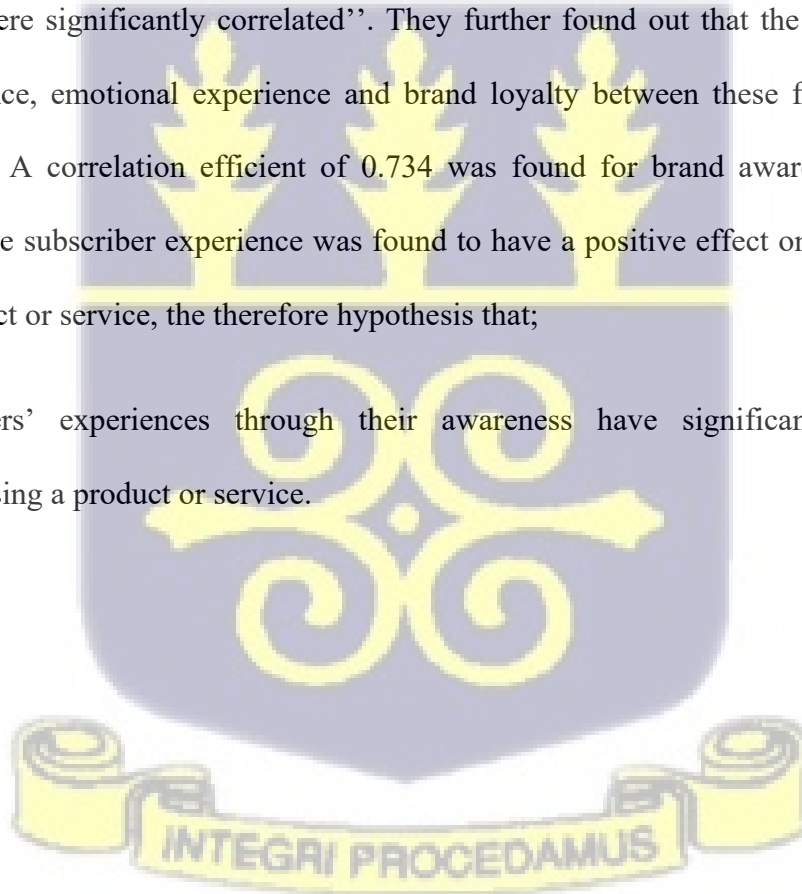 ere significantly correlated’’. They further found out that the
ce, emotional experience and brand loyalty between these f
A correlation efficient of 0.734 was found for brand awar
e subscriber experience was found to have a positive effect or
ct or service, the therefore hypothesis that;
ers’ experiences through their awareness have significan
sing a product or service.
INTEGRI PROCEDAMUS